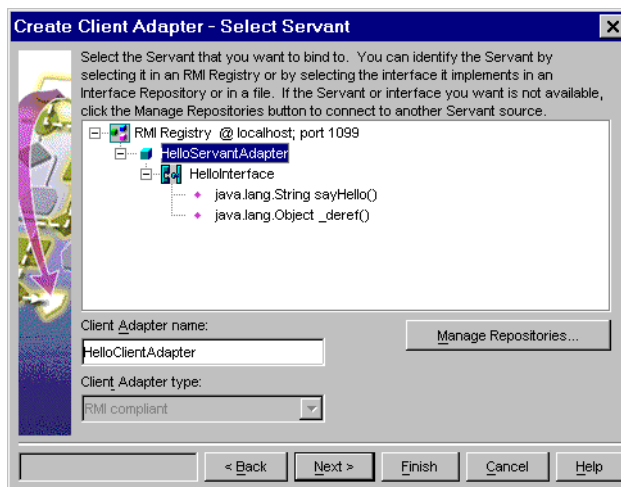 Create Client Adapter - Select Servant
Select the Servant that you want to bind to. You can identify the Servant by
selecting it in an RMI Registry or by selecting the interface it implements in an
Interface Repository or in a file. If the Servant or interface you want is not available,
click the Manage Repositories button to connect to another Servant source.
RMI Registry @ localhost; port 1099
HelloServantAdapter
HelloInterface
java.lang.String sayHello()
java.lang.Object _deref()
Client Adapter name:
Manage Repositories...
HelloClientAdapter
Client Adapter type:
RMI compliant
< Back Next > Finish Cancel Help